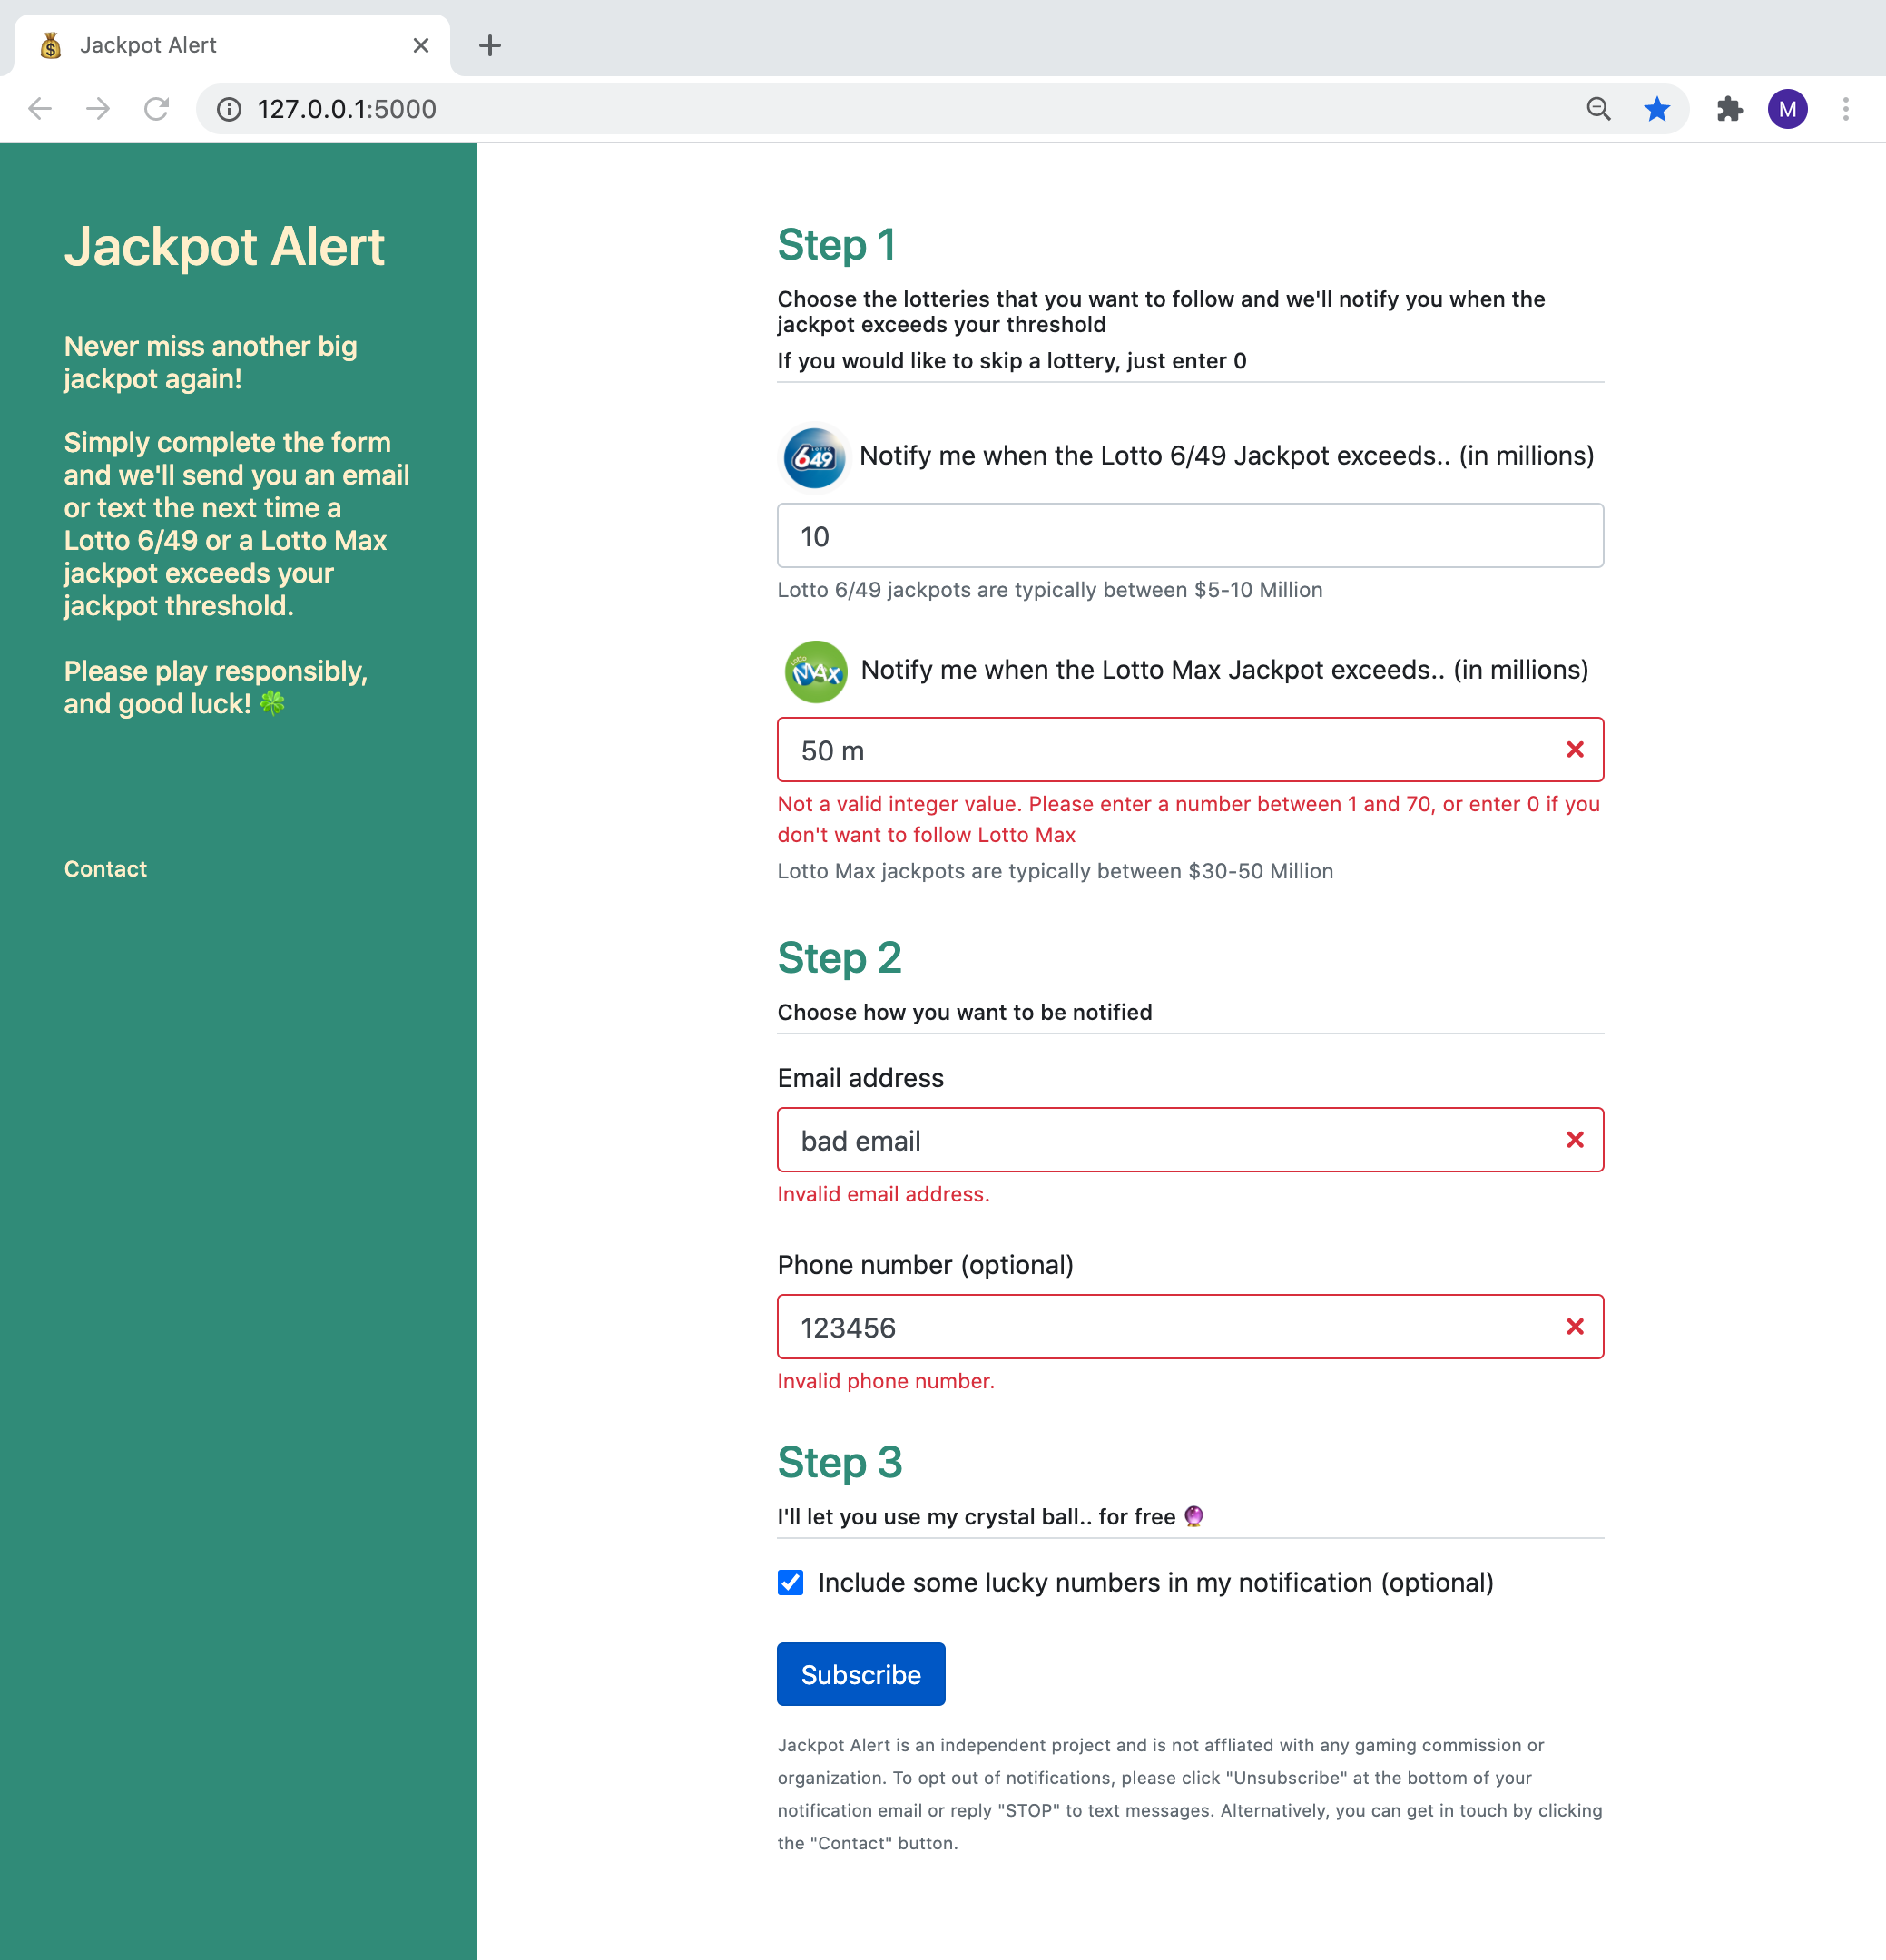 Jackpot Alert
127.0.0.1:5000
M
Jackpot Alert
Never miss another big
jackpot again!
Simply complete the form
and we'll send you an email
or text the next time a
Lotto 6/49 or a Lotto Max
jackpot exceeds your
jackpot threshold.
Please play responsibly,
and good luck! 🍀
Contact
Step 1
Choose the lotteries that you want to follow and we'll notify you when the
jackpot exceeds your threshold
If you would like to skip a lottery, just enter 0
LOTTO
649
Notify me when the Lotto 6/49 Jackpot exceeds.. (in millions)
10
Lotto 6/49 jackpots are typically between $5-10 Million
Lotto
MAX
Notify me when the Lotto Max Jackpot exceeds.. (in millions)
50 m
Not a valid integer value. Please enter a number between 1 and 70, or enter 0 if you
don't want to follow Lotto Max
Lotto Max jackpots are typically between $30-50 Million
Step 2
Choose how you want to be notified
Email address
bad email
Invalid email address.
Phone number (optional)
123456
Invalid phone number.
Step 3
I'll let you use my crystal ball.. for free 🔮
Include some lucky numbers in my notification (optional)
Subscribe
Jackpot Alert is an independent project and is not affliated with any gaming commission or
organization. To opt out of notifications, please click "Unsubscribe" at the bottom of your
notification email or reply "STOP" to text messages. Alternatively, you can get in touch by clicking
the "Contact" button.